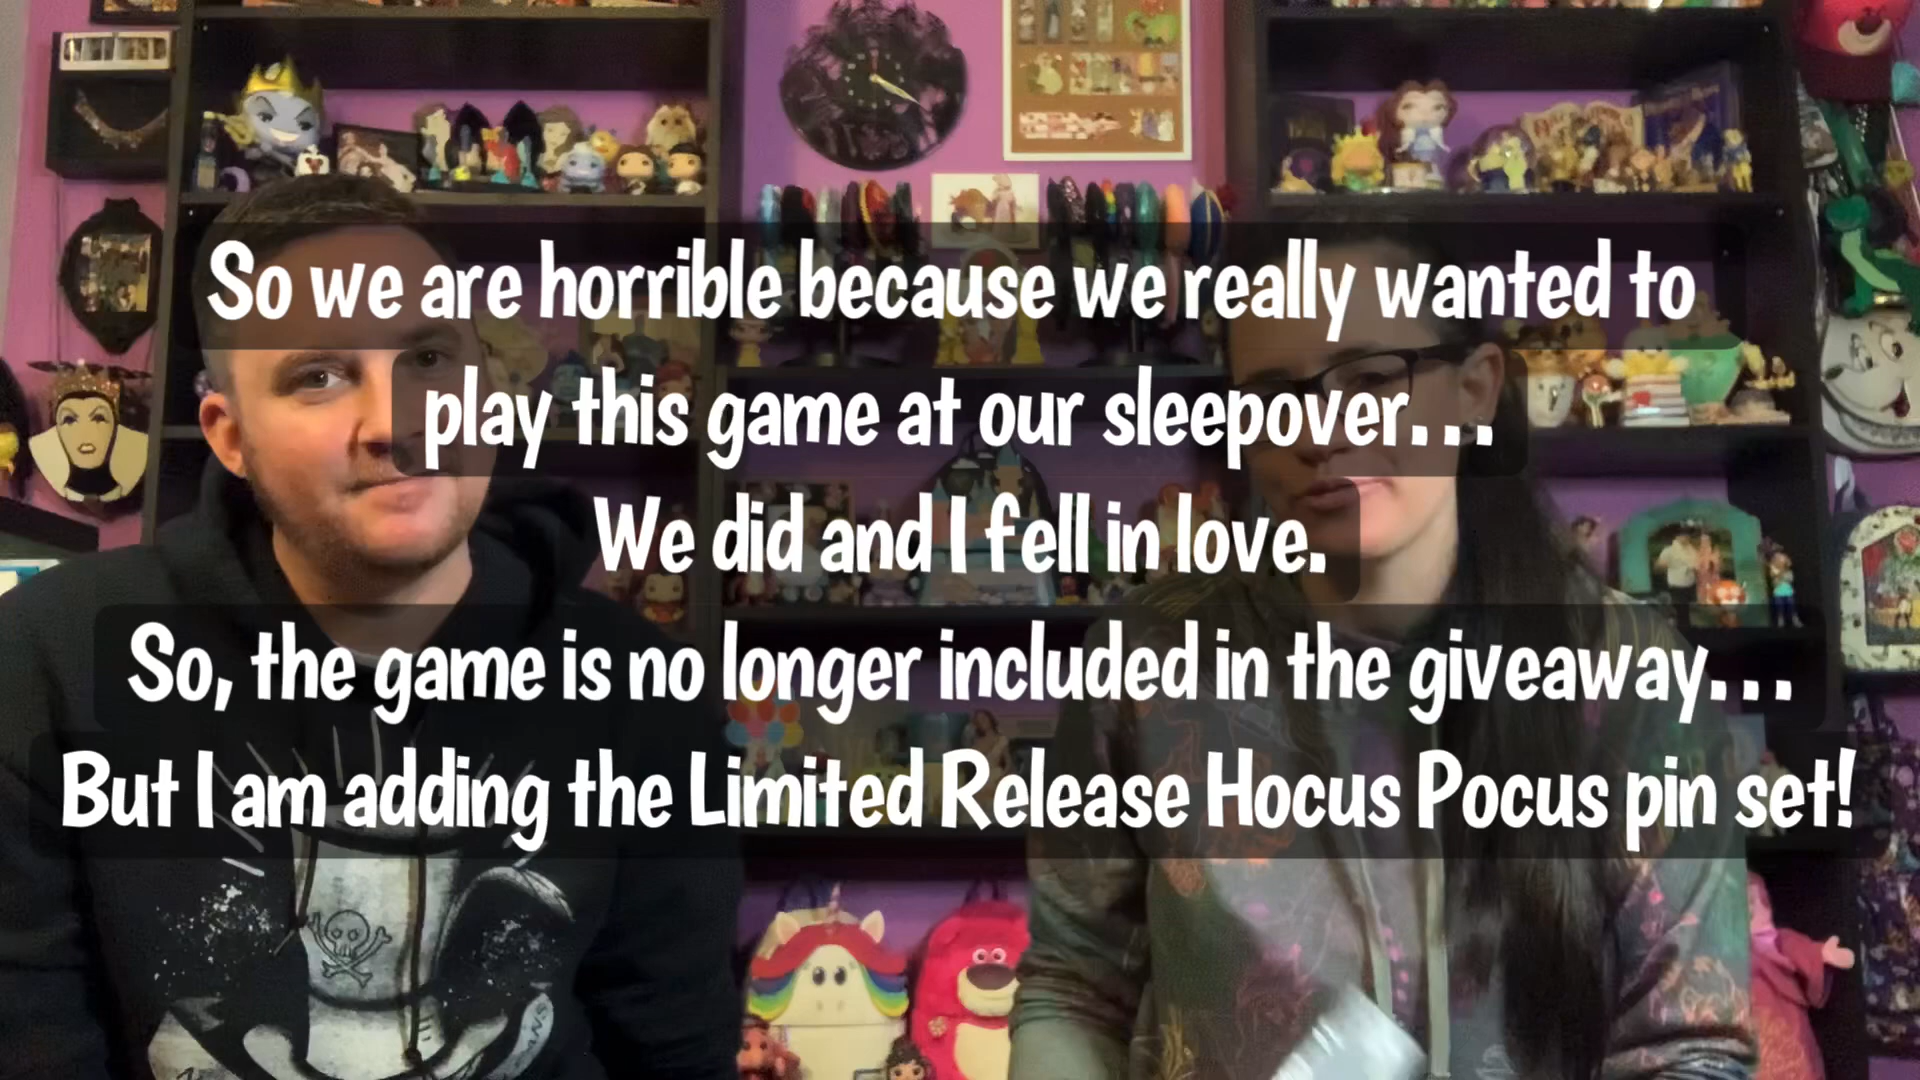 So we are horrible because we really wanted to
play this game at our sleepover...
We did and I fell in love.
So, the game is no longer included in the giveaway...
But I am adding the Limited Release Hocus Pocus pin set!